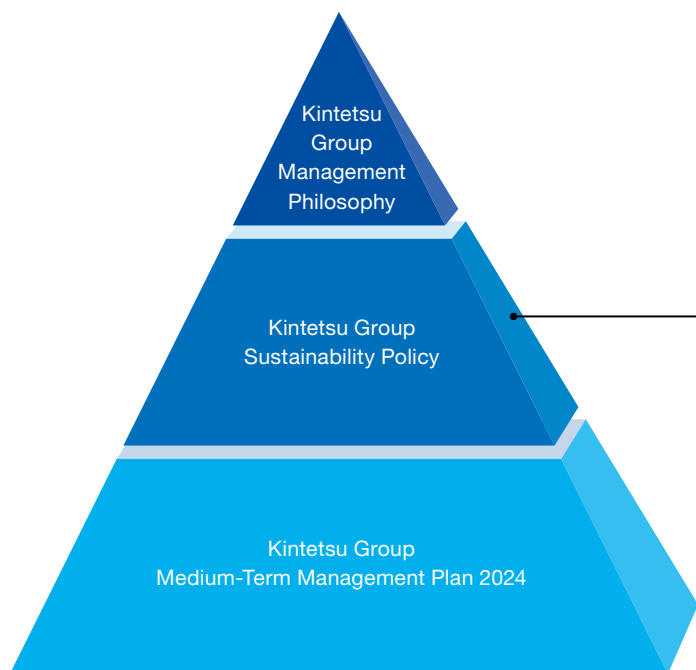 Kintetsu
Group
Management
Philosophy
Kintetsu Group
Sustainability Policy
Kintetsu Group
Medium-Term Management Plan 2024